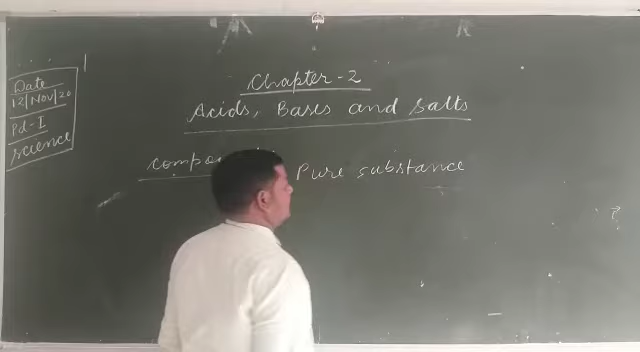 Date
12/Nov/20
Pd-I
Science
Chapter-2
Acids, Bases and Salts
Pure substance